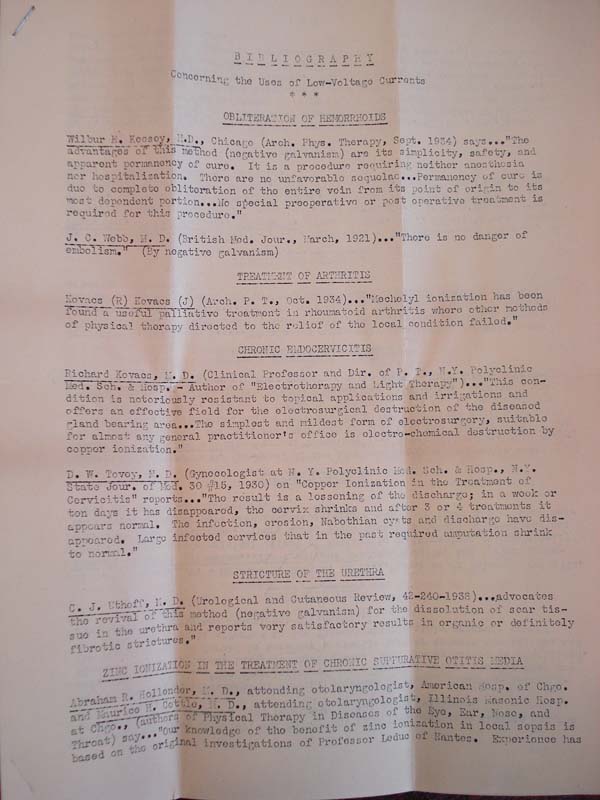 BIBLIOGRAPHY
Concerning the Uses of Low-Voltage Currents
* * *
OBLITERATION OF HEMORRHOIDS
Wilbur H. M.D., Chicago (Arch. Phys. Therapy, Sept. 1934) says..."The
advantages of this method (negative galvanism) are its simplicity, safety, and
apparent permanency of cure. It is a procedure requiring neither anesthesia
nor hospitalization. There are no unfavorable sequelae...Permanency of cure is
due to complete obliteration of the entire vein from its point of origin to its
most dependent portion...No special preoperative or post operative treatment is
required for this procedure."
J. C. Webb, M. D. (British Med. Jour., March, 1921)..."There is no danger of
embolism." (By negative galvanism)
TREATMENT OF ARTHRITIS
Kovacs (R) Kovacs (J) (Arch. P. T., Oct. 1934)..."Mecholyl ionization has been
found a useful palliative treatment in rheumatoid arthritis where other methods
of physical therapy directed to the relief of the local condition failed."
CHRONIC ENDOCERVICITIS
Richard Kovacs, M. D. (Clinical Professor and Dir. of P. T., N.Y. Polyclinic
Med. Sch. & Hosp. - Author of "Electrotherapy and Light Therapy")..."This con-
dition is notoriously resistant to topical applications and irrigations and
offers an effective field for the electrosurgical destruction of the diseased
gland bearing area...The simplest and mildest form of electrosurgery, suitable
for almost any general practitioner's office is electro-chemical destruction by
copper ionization."
D. W. Tovey, M. D. (Gynecologist at N. Y. Polyclinic Med. Sch. & Hosp., N.Y.
State Jour. of Med. 30 #15, 1930) on "Copper Ionization in the Treatment of
Cervicitis" reports..."The result is a lessening of the discharge; in a week or
ten days it has disappeared, the cervix shrinks and after 3 or 4 treatments it
appears normal. The infection, erosion, Nabothian cysts and discharge have dis-
appeared. Large infected cervices that in the past required amputation shrink
to normal."
STRICTURE OF THE URETHRA
C. J. Uthoff, M. D. (Urological and Cutaneous Review, 42-240-1938)...advocates
the revival of this method (negative galvanism) for the dissolution of scar tis-
sue in the urethra and reports very satisfactory results in organic or definitely
fibrotic strictures."
ZINC IONIZATION IN THE TREATMENT OF CHRONIC SUPPURATIVE OTITIS MEDIA
Abraham R. Hollender, M. D., attending otolaryngologist, American Hosp. of Chgo.
and Maurice H. Cottle, M. D., attending otolaryngologist, Illinois Masonic Hosp.
at Chgo., (authors of Physical Therapy in Diseases of the Eye, Ear, Nose, and
Throat) say..."Our knowledge of the benefit of zinc ionization in local sepsis is
based on the original investigations of Professor Leduc of Nantes. Experience has